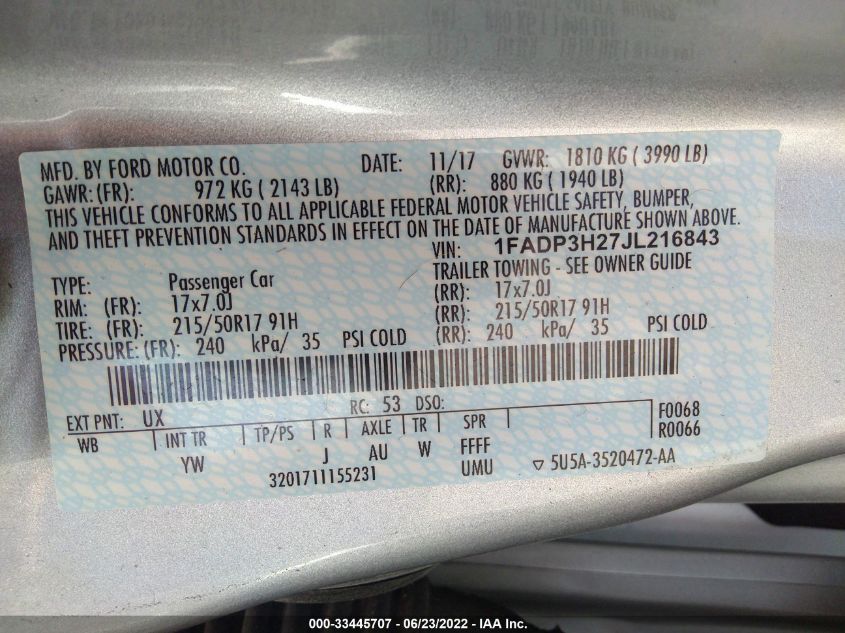 MFD. BY FORD MOTOR CO. DATE: 11/17 GVWR: 1810 KG ( 3990 LB)
GAWR:(FR): 972 KG ( 2143 LB) (RR): 880 KG ( 1940 LB)
THIS VEHICLE CONFORMS TO ALL APPLICABLE FEDERAL MOTOR VEHICLE SAFETY, BUMPER,
AND THEFT PREVENTION STANDARDS IN EFFECT ON THE DATE OF MANUFACTURE SHOWN ABOVE.
VIN: 1FADP3H27JL216843
TYPE: Passenger Car TRAILER TOWING - SEE OWNER GUIDE
RIM: (FR): 17x7.0J (RR): 17x7.0J
TIRE: (FR): 215/50R17 91H (RR): 215/50R17 91H
PRESSURE: (FR): 240 kPa/ 35 PSI COLD (RR): 240 kPa/ 35 PSI COLD
EXT PNT: UX RC: 53 DSO: F0068
WB INT TR TP/PS R AXLE TR SPR R0066
YW J AU W FFFF
3201711155231 UMU ▽ 5U5A-3520472-AA
000-33445707 - 06/23/2022 - IAA Inc.